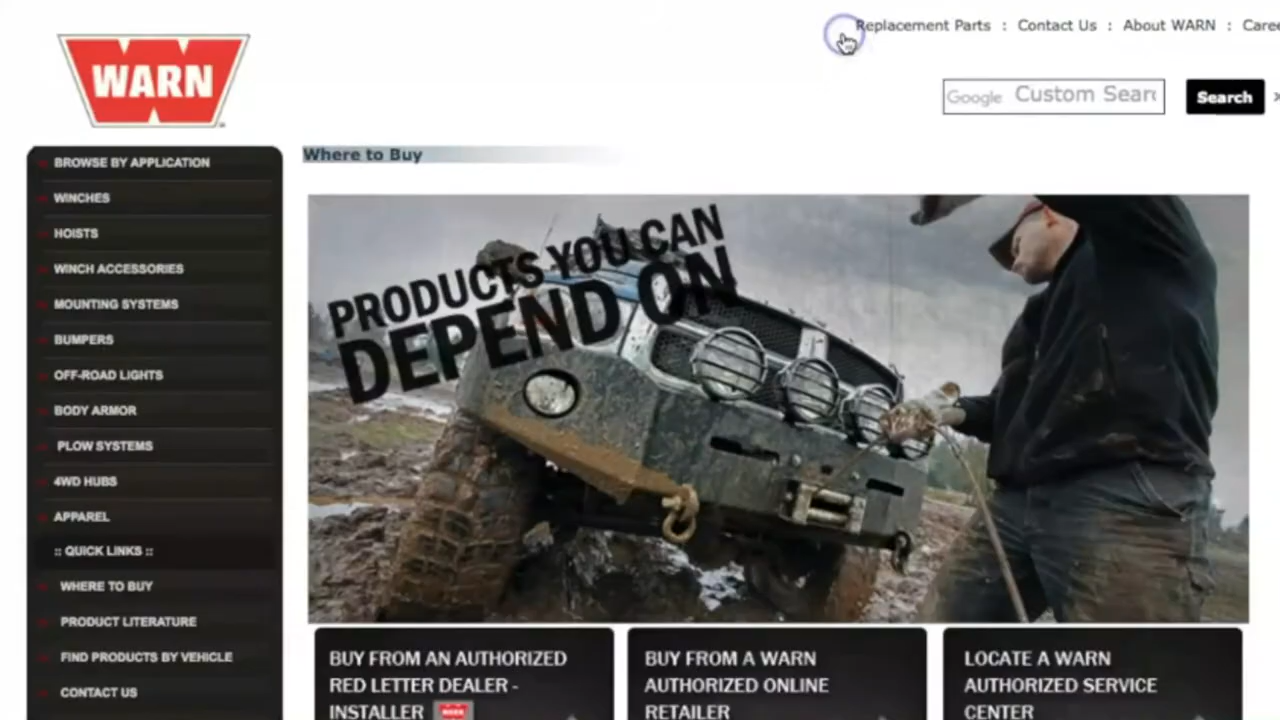 Replacement Parts : Contact Us : About WARN :
WARN
Google Custom Search
Where to Buy
BROWSE BY APPLICATION
WINCHES
HOISTS
WINCH ACCESSORIES
MOUNTING SYSTEMS
BUMPERS
OFF-ROAD LIGHTS
BODY ARMOR
PLOW SYSTEMS
4WD HUBS
APPAREL
:: QUICK LINKS ::
WHERE TO BUY
PRODUCT LITERATURE
FIND PRODUCTS BY VEHICLE
CONTACT US
PRODUCTS YOU CAN
DEPEND ON
BUY FROM AN AUTHORIZED
RED LETTER DEALER -
INSTALLER WARN
BUY FROM A WARN
AUTHORIZED ONLINE
RETAILER
LOCATE A WARN
AUTHORIZED SERVICE
CENTER